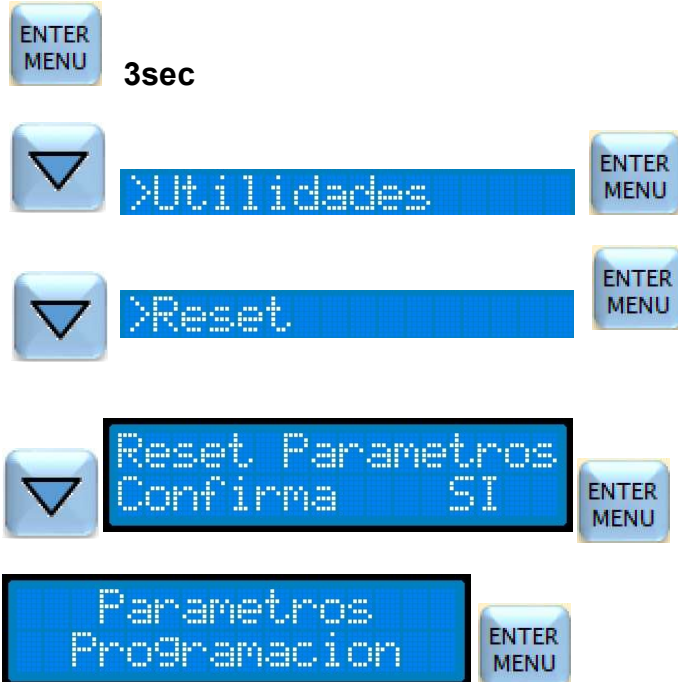 ENTER
MENU
3sec
>Utilidades
ENTER
MENU
>Reset
ENTER
MENU
Reset Parametros
Confirma SI
ENTER
MENU
Parametros
Programacion
ENTER
MENU